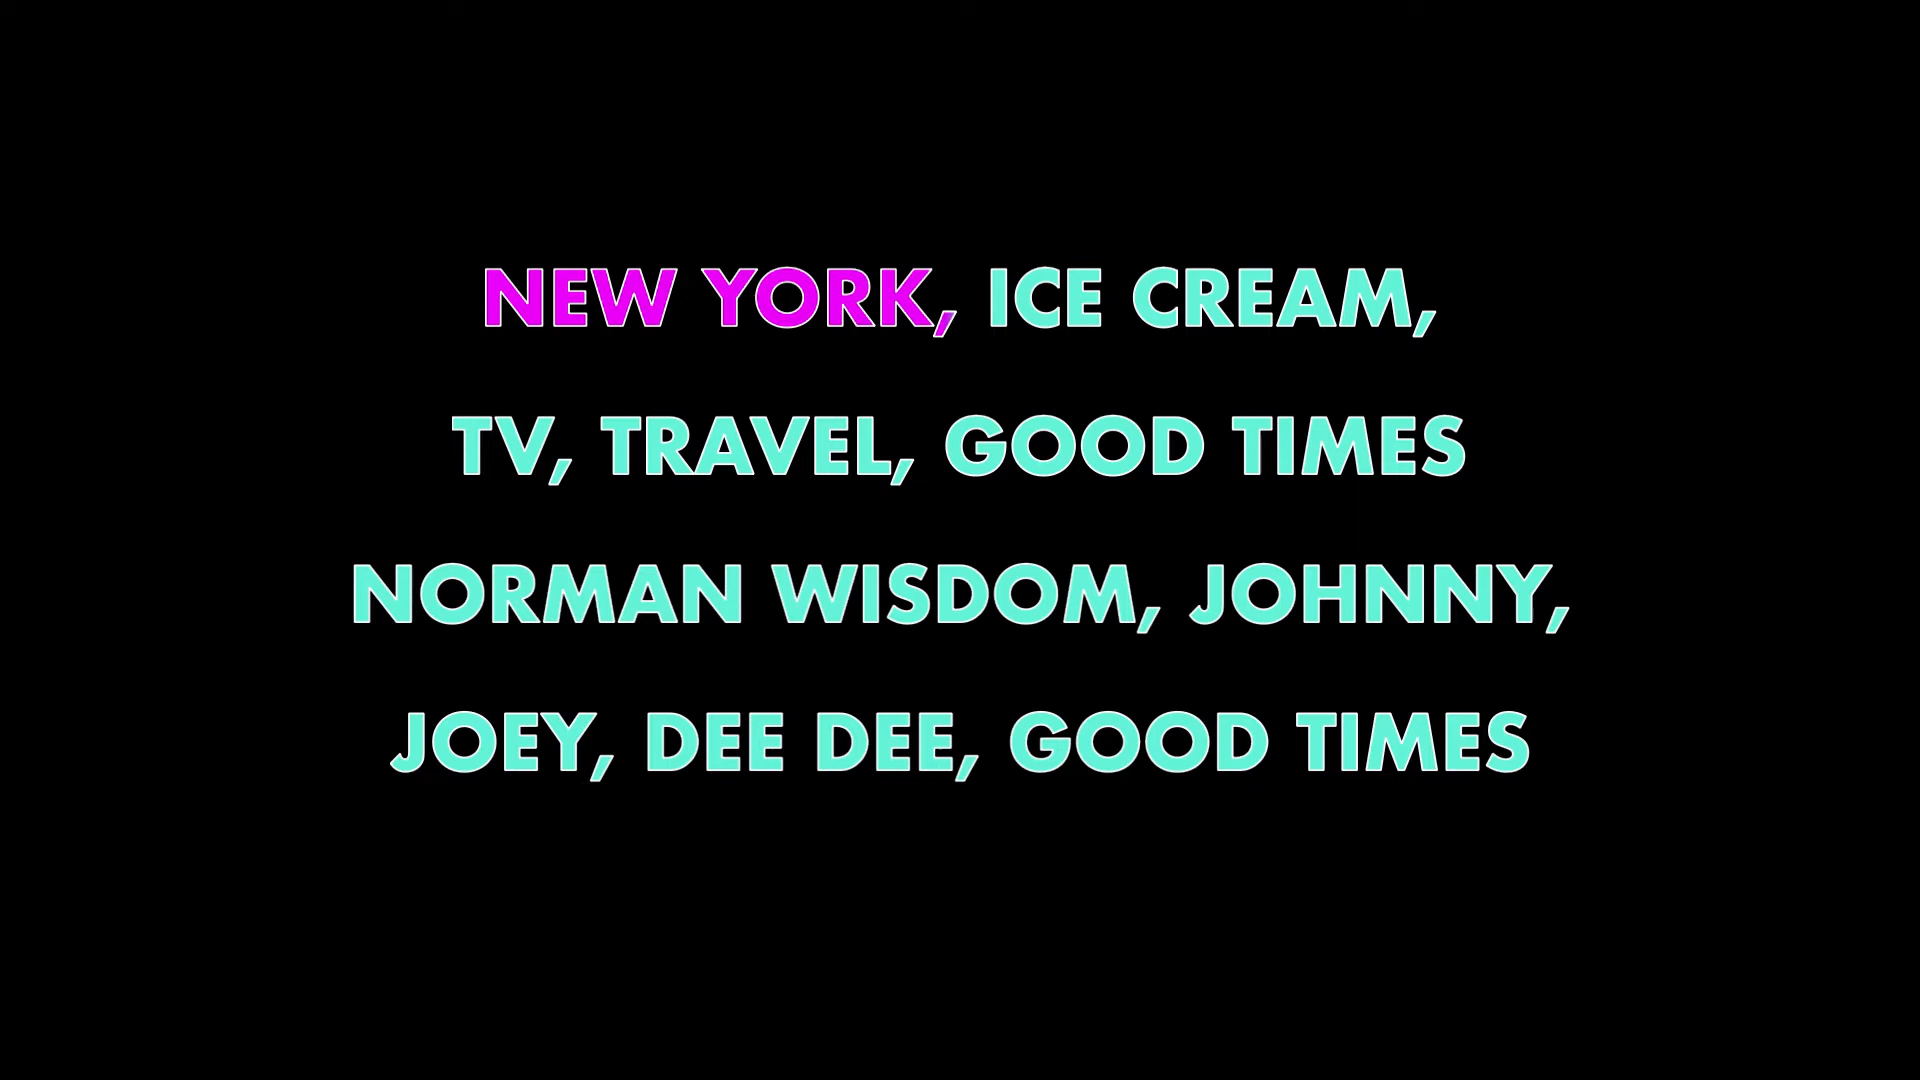 NEW YORK, ICE CREAM,
TV, TRAVEL, GOOD TIMES
NORMAN WISDOM, JOHNNY,
JOEY, DEE DEE, GOOD TIMES